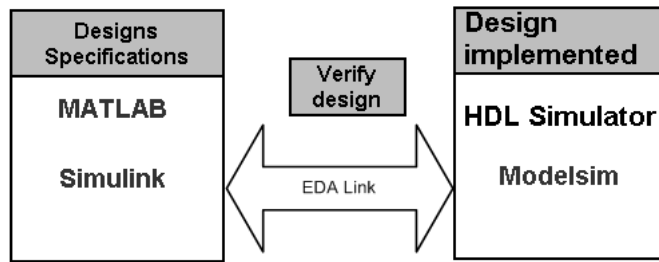 Designs
Specifications
MATLAB
Simulink
Verify
design
EDA Link
Design
implemented
HDL Simulator
Modelsim